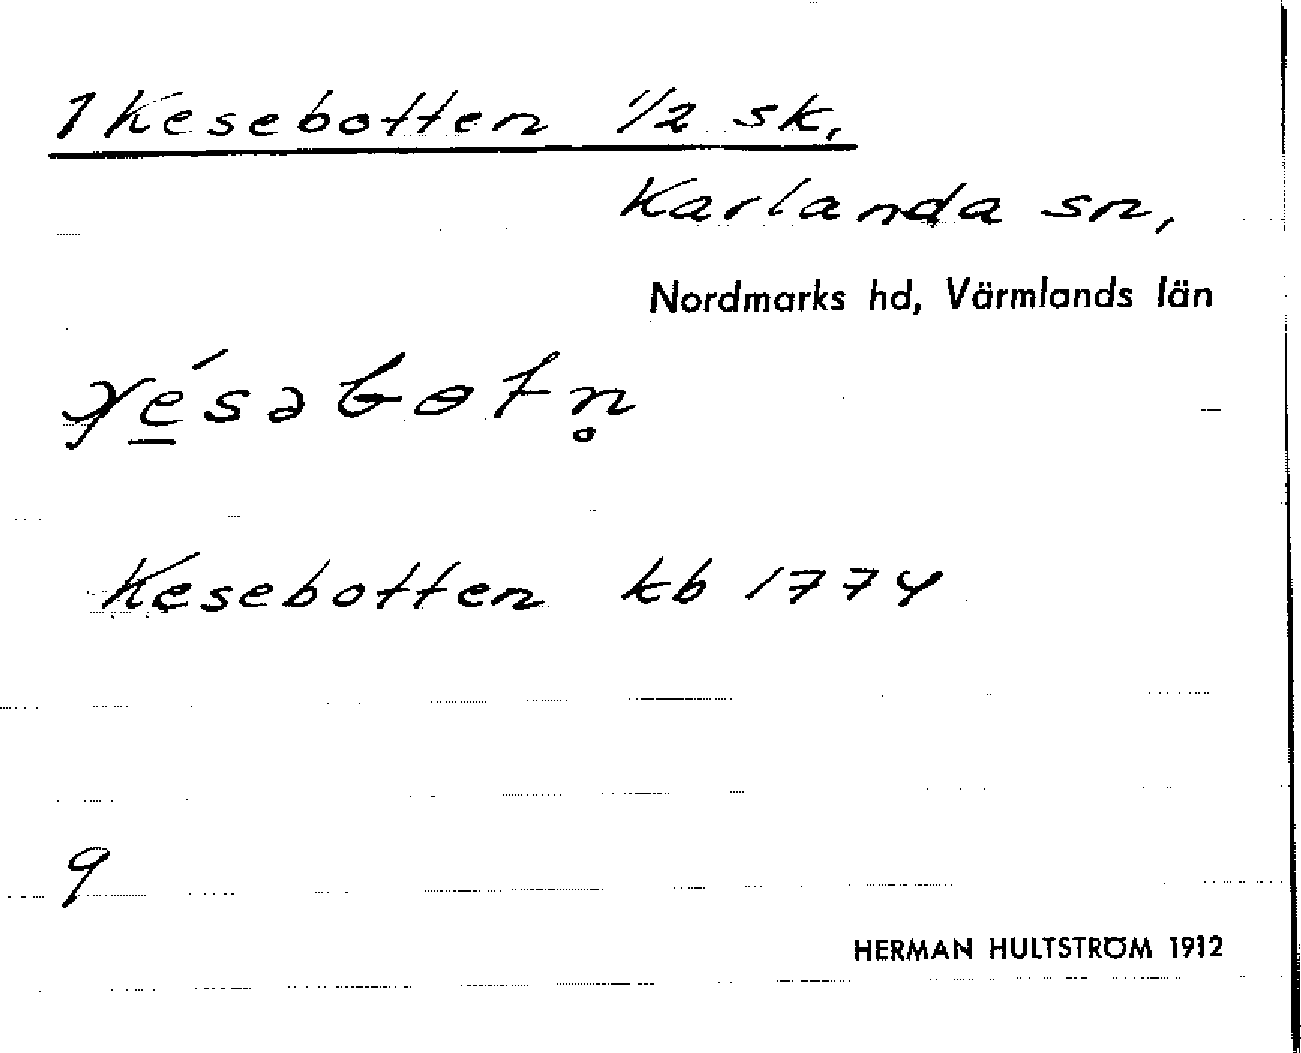 1 Kesebotten 1/2 sk.
Karlanda sn,
Nordmarks hd, Värmlands län
Kesebotten kb 1774
9
HERMAN HULTSTRÖM 1912